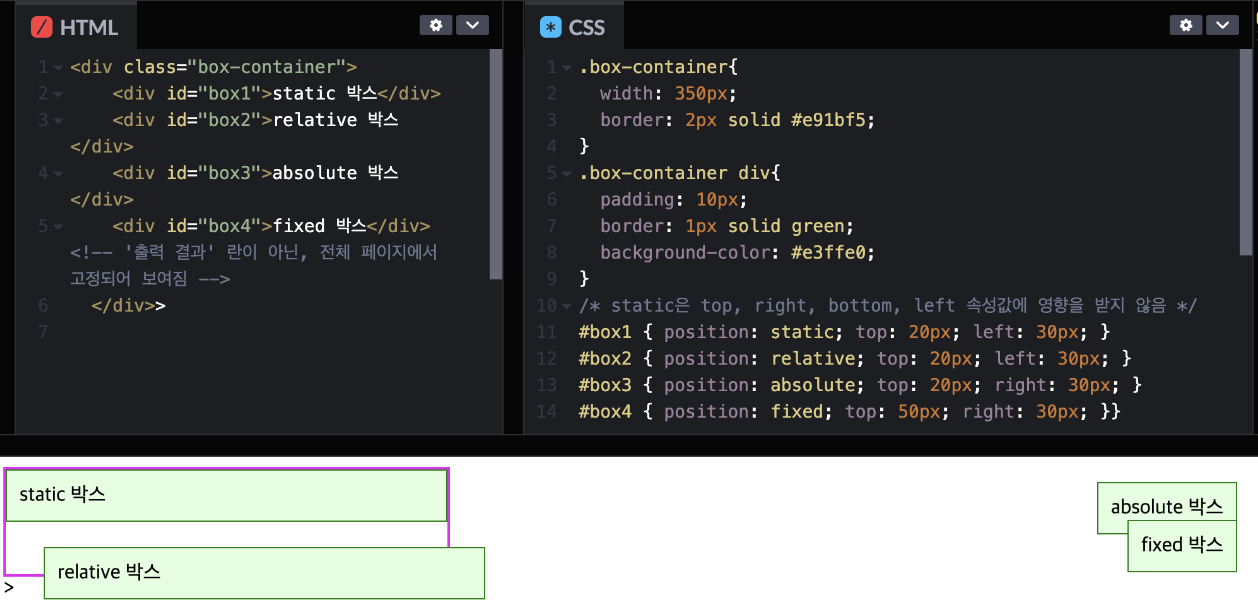 HTML
1 <div class="box-container">
2 <div id="box1">static 박스</div>
3 <div id="box2">relative 박스
</div>
4 <div id="box3">absolute 박스
</div>
5 <div id="box4">fixed 박스</div>
<!-- '출력 결과' 란이 아닌, 전체 페이지에서
고정되어 보여짐 -->
6 </div>>
7
CSS
1 .box-container{
2 width: 350px;
3 border: 2px solid #e91bf5;
4 }
5 .box-container div{
6 padding: 10px;
7 border: 1px solid green;
8 background-color: #e3ffe0;
9 }
10 /* static은 top, right, bottom, left 속성값에 영향을 받지 않음 */
11 #box1 { position: static; top: 20px; left: 30px; }
12 #box2 { position: relative; top: 20px; left: 30px; }
13 #box3 { position: absolute; top: 20px; right: 30px; }
14 #box4 { position: fixed; top: 50px; right: 30px; }}
static 박스
absolute 박스
fixed 박스
relative 박스
>